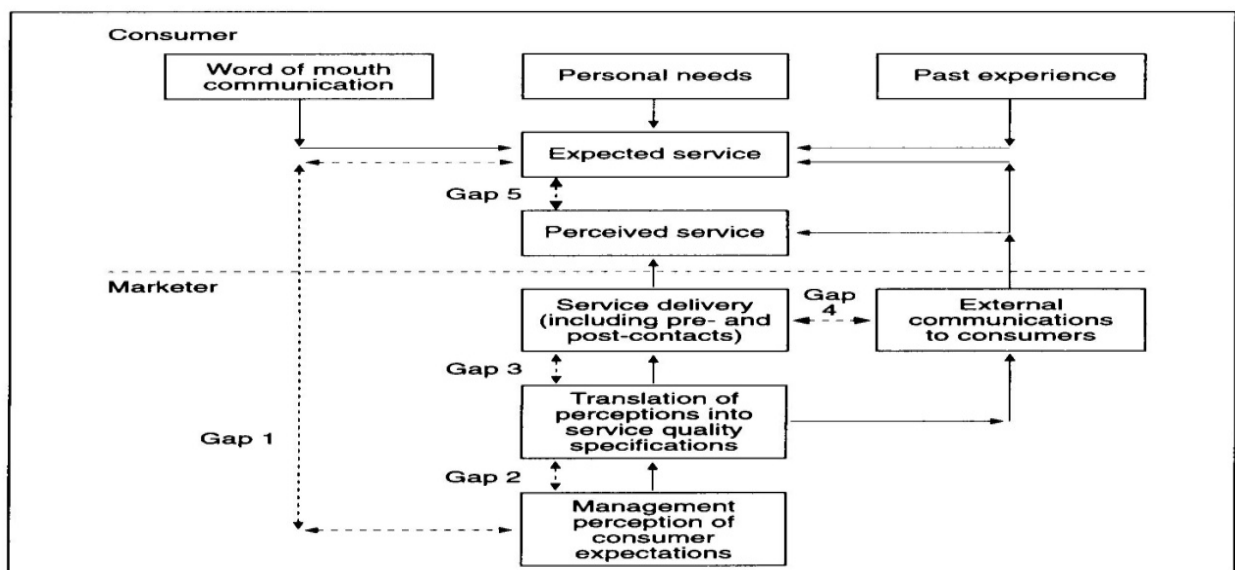 Consumer
Word of mouth
communication
Personal needs
Past experience
Expected service
Gap 5
Perceived service
Marketer
Service delivery
(including pre- and
post-contacts)
Gap
4
External
communications
to consumers
Gap 3
Translation of
perceptions into
service quality
specifications
Gap 1
Gap 2
Management
perception of
consumer
expectations